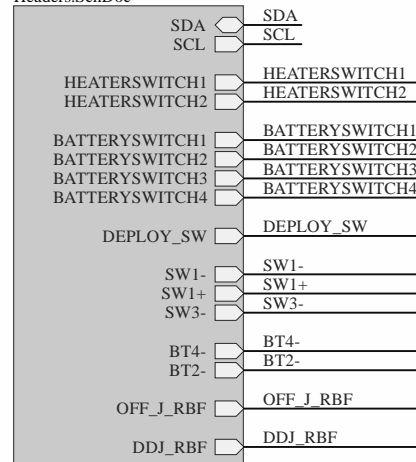 Headers.SchDoc
SDA SDA
SCL SCL
HEATERSWITCH1 HEATERSWITCH1
HEATERSWITCH2 HEATERSWITCH2
BATTERYSWITCH1 BATTERYSWITCH1
BATTERYSWITCH2 BATTERYSWITCH2
BATTERYSWITCH3 BATTERYSWITCH3
BATTERYSWITCH4 BATTERYSWITCH4
DEPLOY_SW DEPLOY_SW
SW1- SW1-
SW1+ SW1+
SW3- SW3-
BT4- BT4-
BT2- BT2-
OFF_J_RBF OFF_J_RBF
DDJ_RBF DDJ_RBF